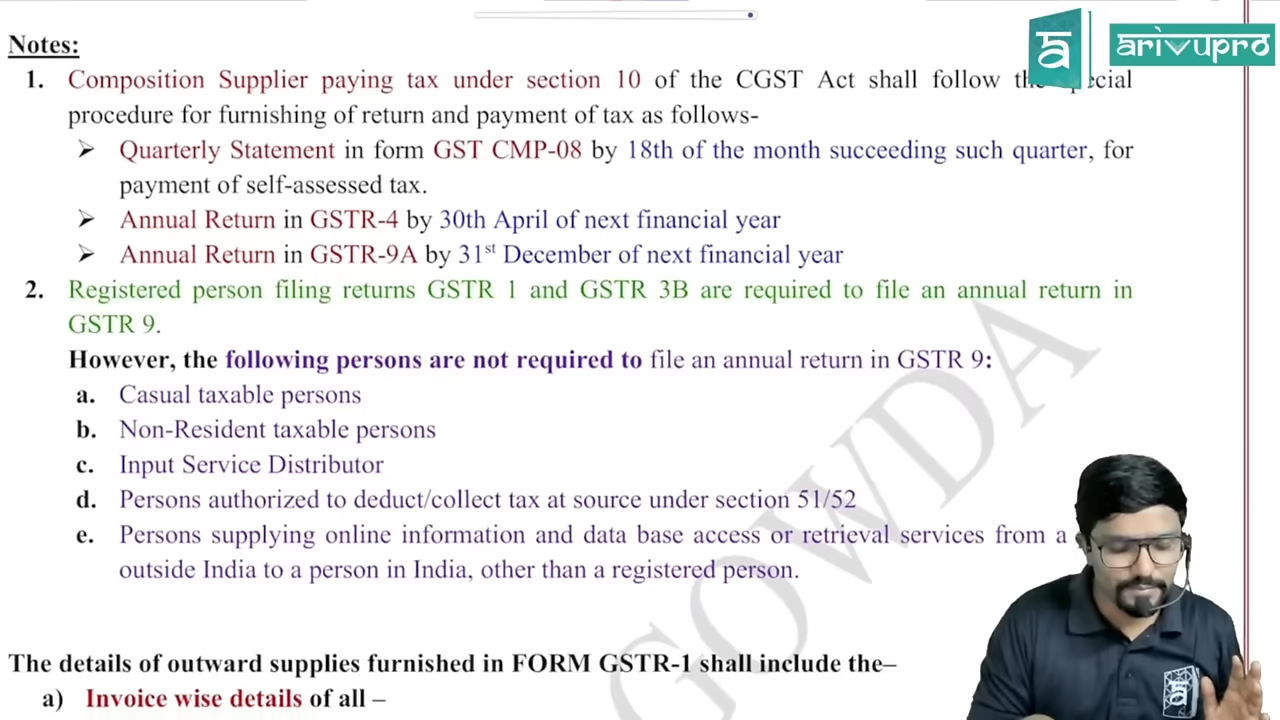 ā arivupro
Notes:
1. Composition Supplier paying tax under section 10 of the CGST Act shall follow
procedure for furnishing of return and payment of tax as follows-
➢ Quarterly Statement in form GST CMP-08 by 18th of the month succeeding such quarter, for
payment of self-assessed tax.
➢ Annual Return in GSTR-4 by 30th April of next financial year
➢ Annual Return in GSTR-9A by 31st December of next financial year
2. Registered person filing returns GSTR 1 and GSTR 3B are required to file an annual return in
GSTR 9.
However, the following persons are not required to file an annual return in GSTR 9:
a. Casual taxable persons
b. Non-Resident taxable persons
c. Input Service Distributor
d. Persons authorized to deduct/collect tax at source under section 51/52
e. Persons supplying online information and data base access or retrieval services from a
outside India to a person in India, other than a registered person.
GOWDA
The details of outward supplies furnished in FORM GSTR-1 shall include the–
a) Invoice wise details of all –